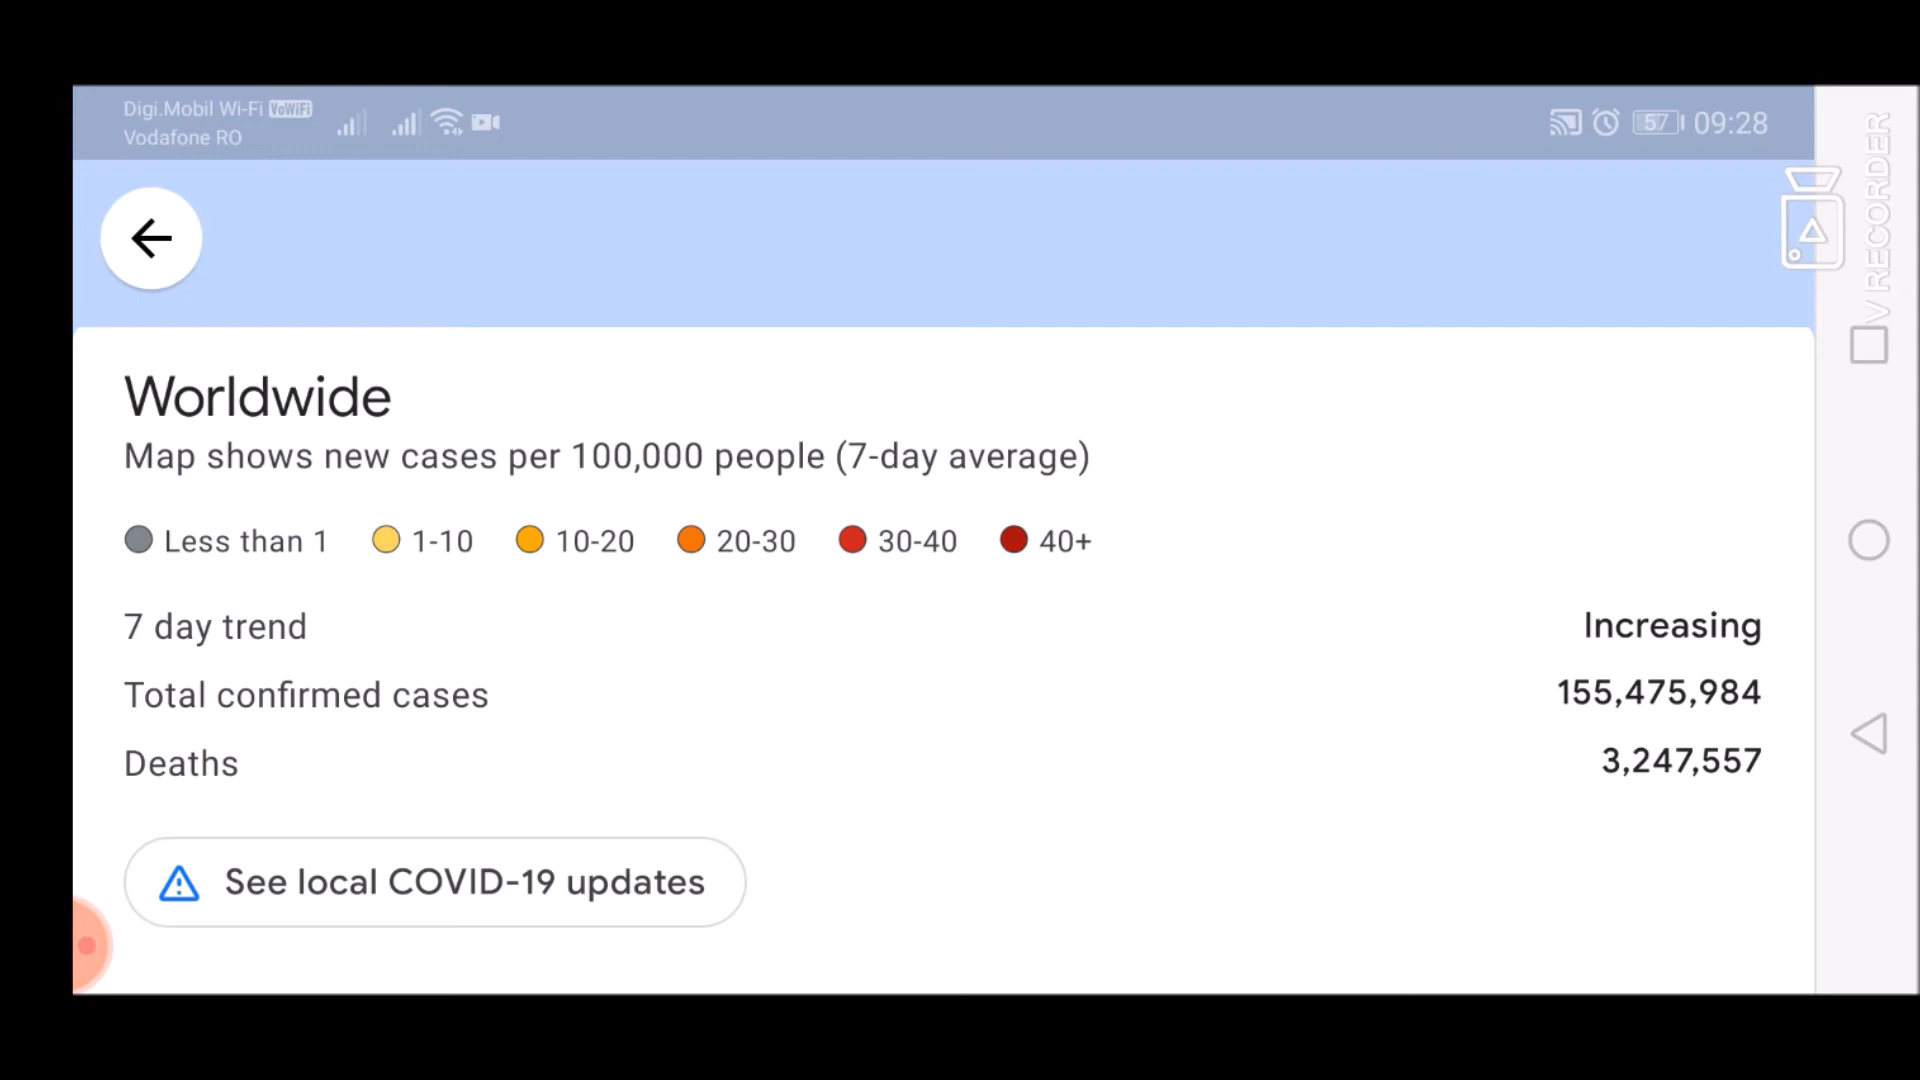 Digi.Mobil Wi-Fi VoWiFi
Vodafone RO
57 09:28
V RECORDER
Worldwide
Map shows new cases per 100,000 people (7-day average)
Less than 1 1-10 10-20 20-30 30-40 40+
7 day trend Increasing
Total confirmed cases 155,475,984
Deaths 3,247,557
See local COVID-19 updates